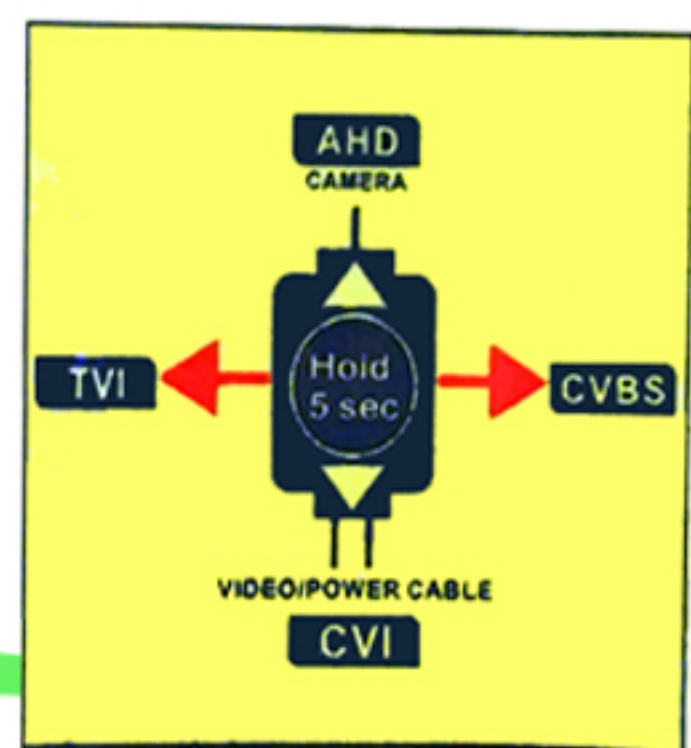 AHD
CAMERA
TVI
Hold
5 sec
CVBS
VIDEO/POWER CABLE
CVI